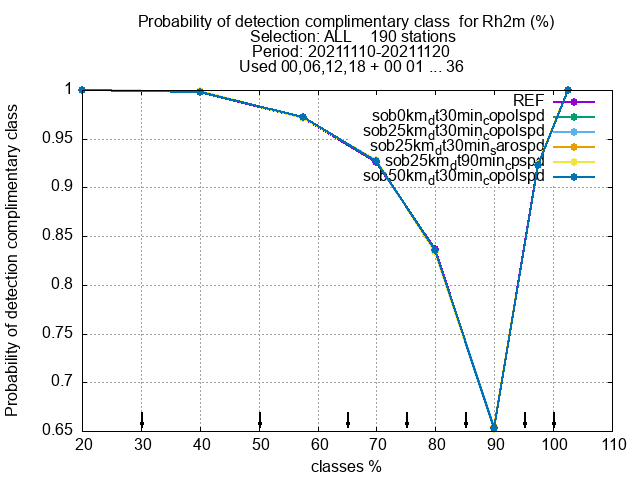 Probability of detection complimentary class for Rh2m (%)
Selection: ALL 190 stations
Period: 20211110-20211120
Used 00,06,12,18 + 00 01 ... 36
Probability of detection complimentary class
1
0.95
0.9
0.85
0.8
0.75
0.7
0.65
REF
sob0km_dt30min_copolspd
sob25km_dt30min_copolspd
sob25km_dt30min_sarospd
sob25km_dt90min_cpspd
sob50km_dt30min_copolspd
20 30 40 50 60 70 80 90 100 110
classes %